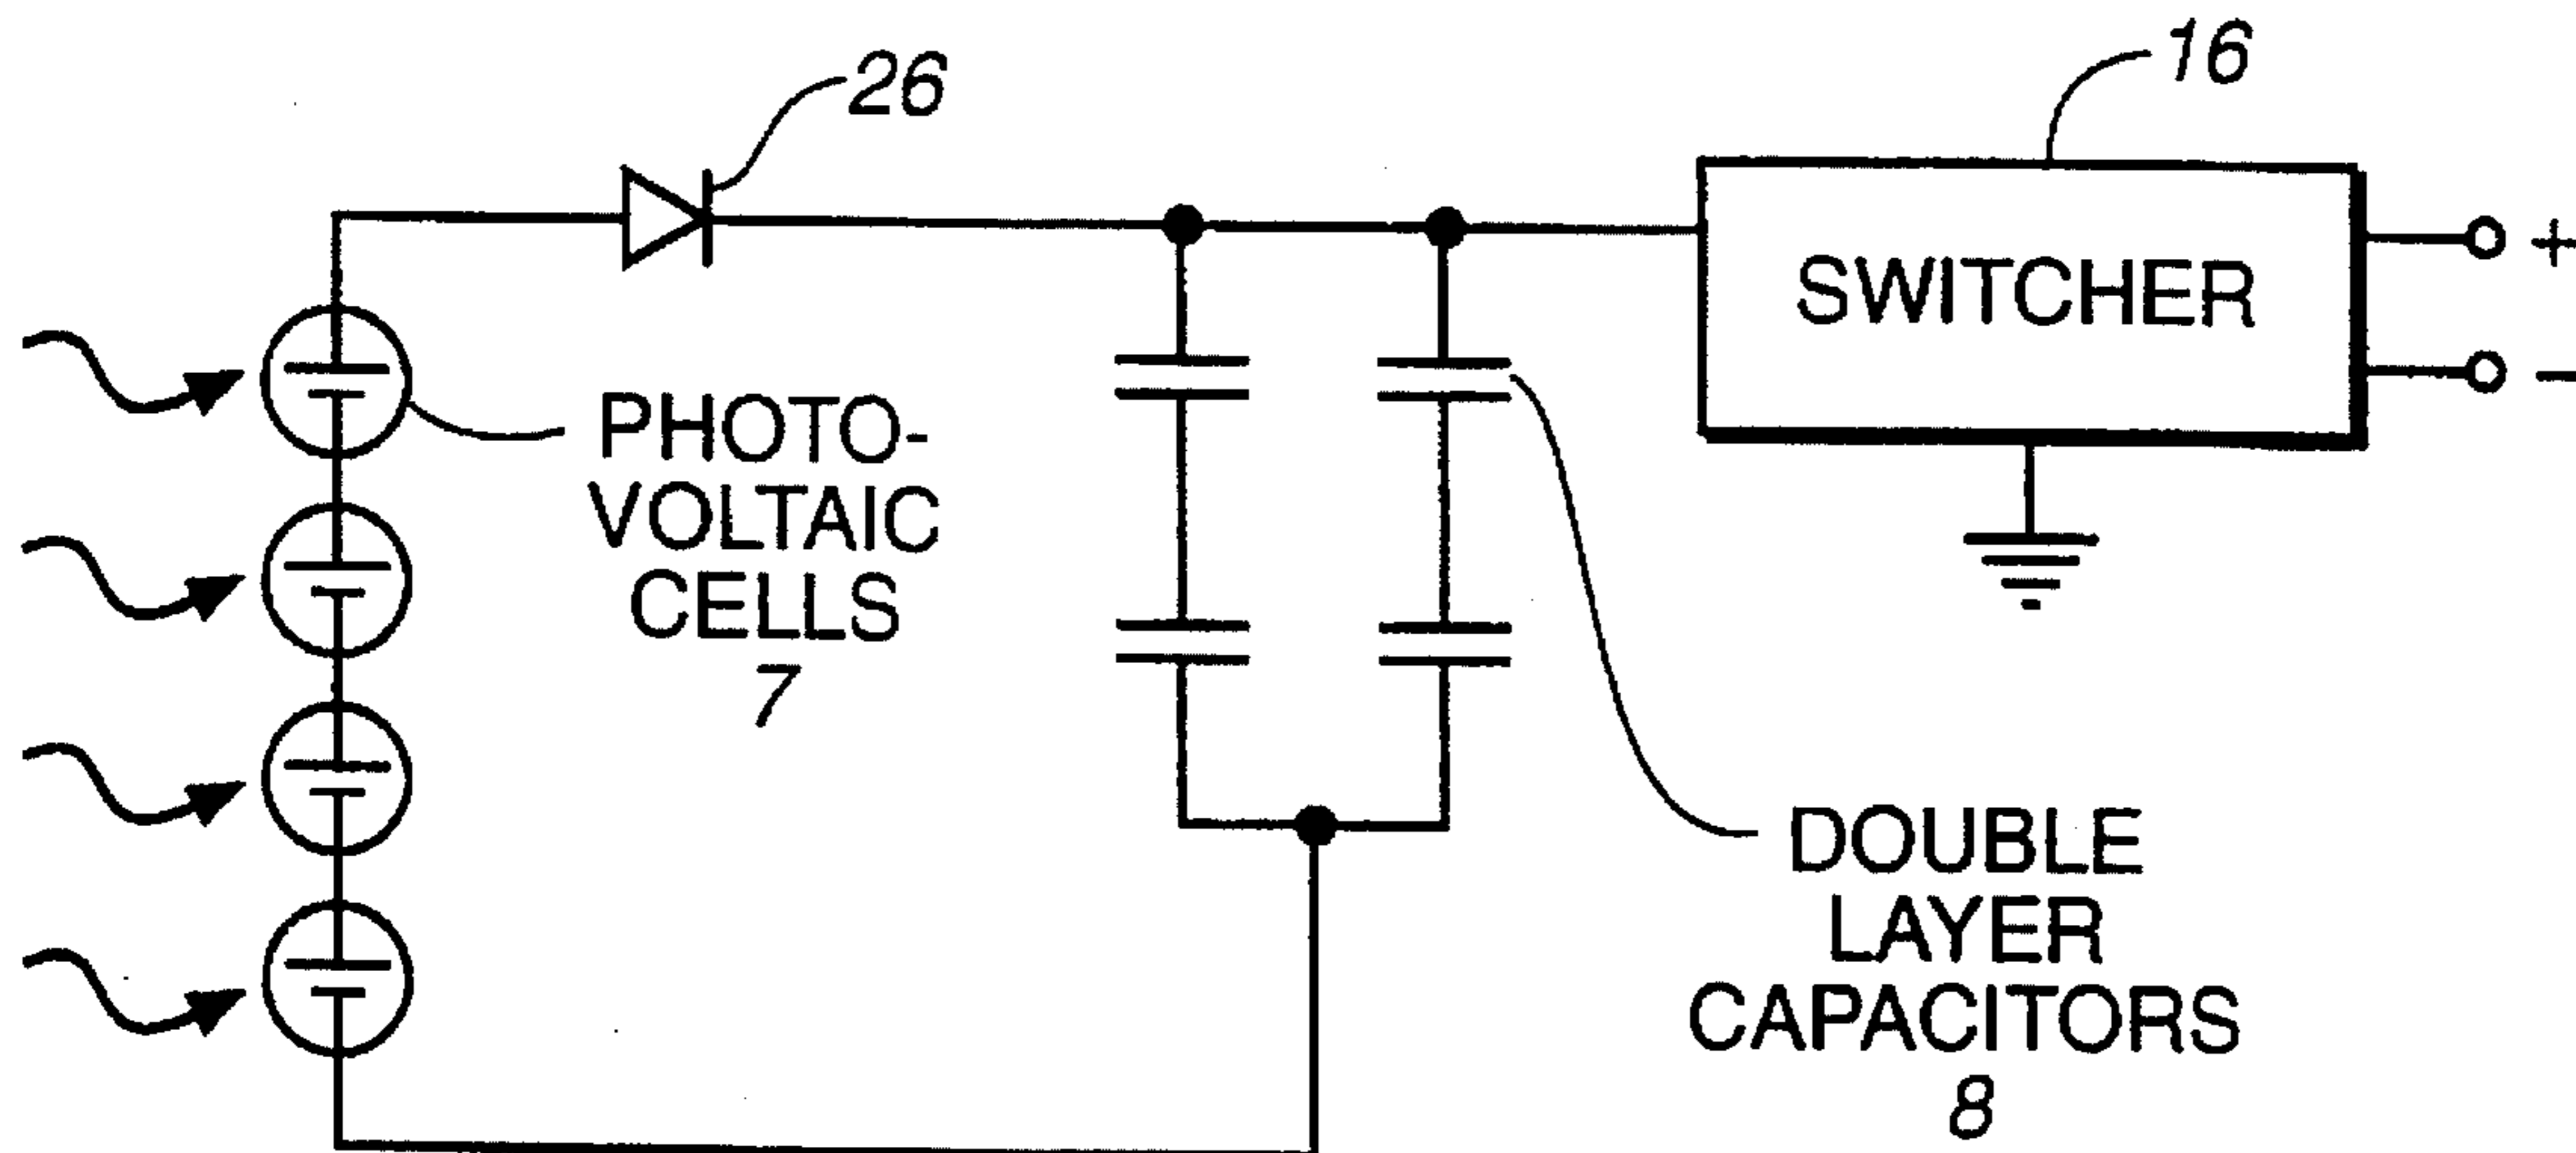 26
16
SWITCHER
+
-
PHOTO-
VOLTAIC
CELLS
7
DOUBLE
LAYER
CAPACITORS
8